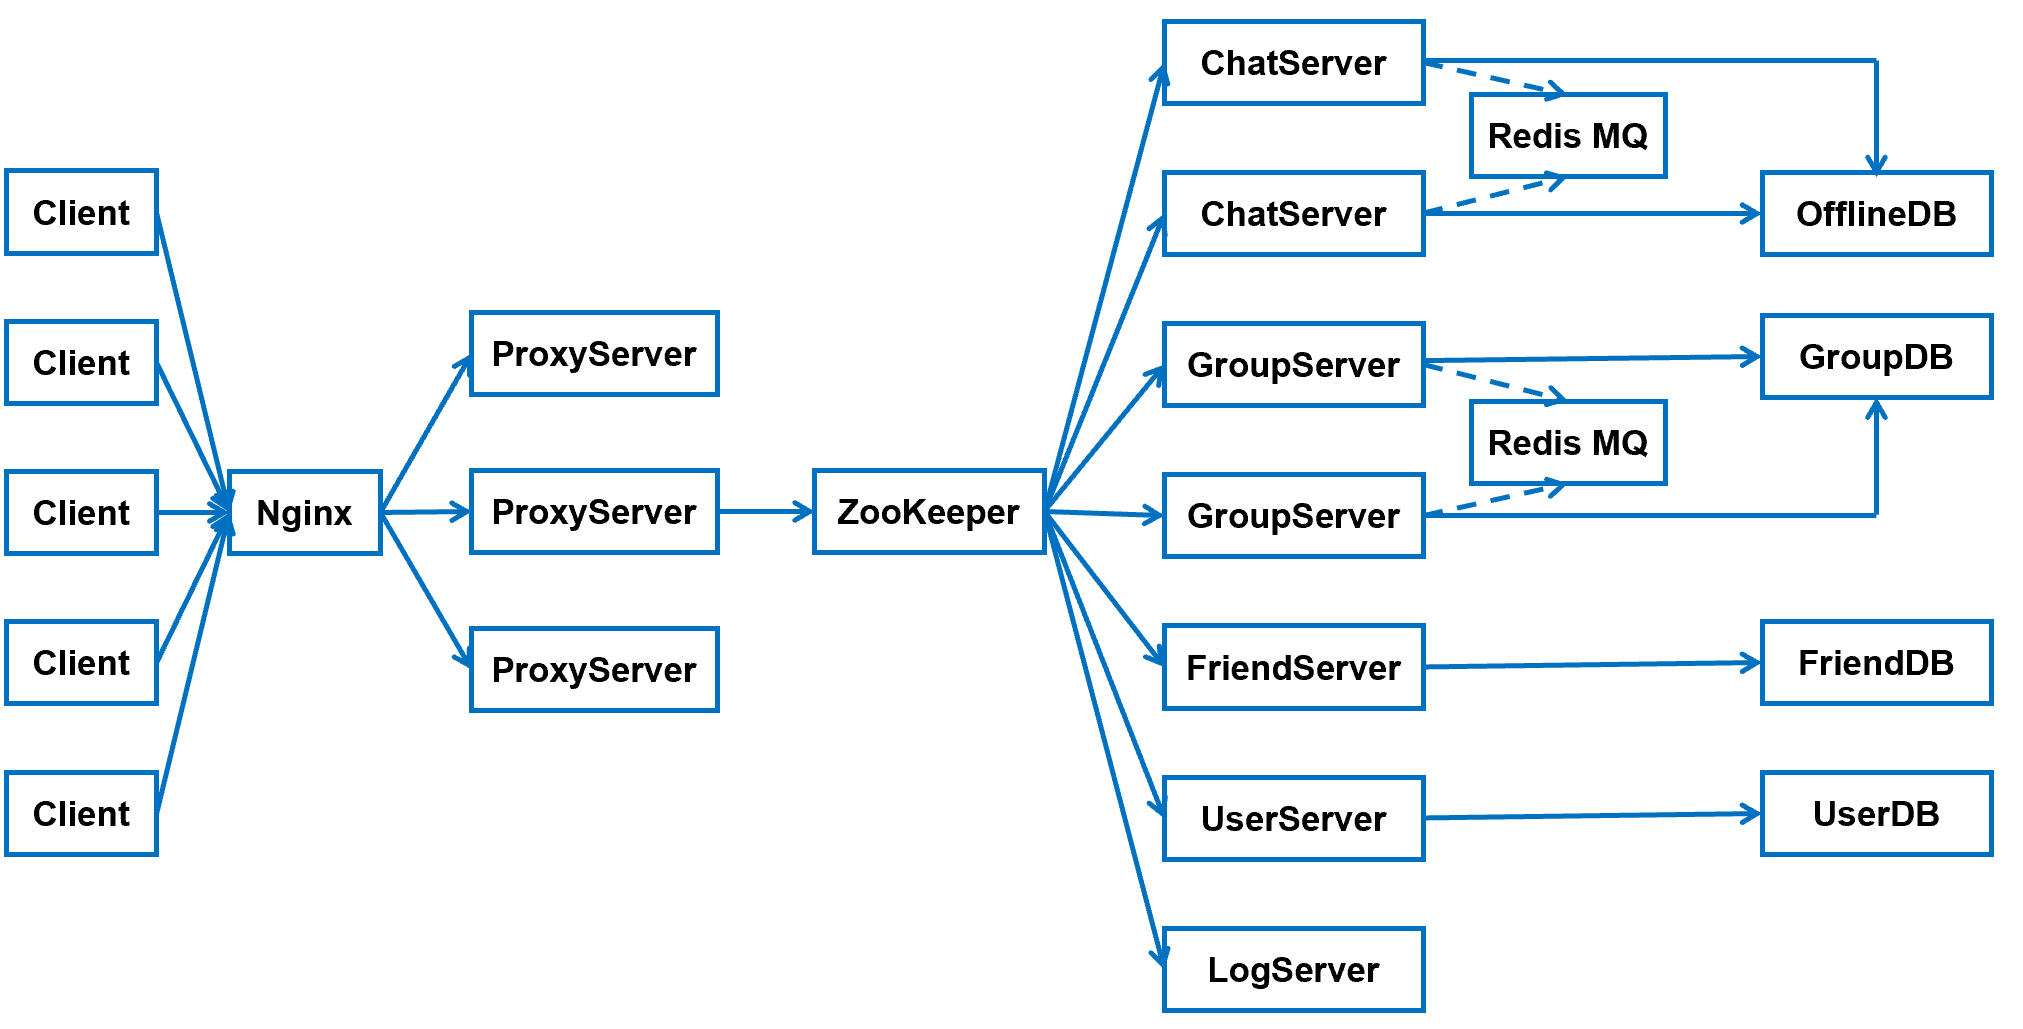 Client
Client
Client
Client
Client
Nginx
ProxyServer
ProxyServer
ProxyServer
ZooKeeper
ChatServer
ChatServer
GroupServer
GroupServer
FriendServer
UserServer
LogServer
Redis MQ
Redis MQ
OfflineDB
GroupDB
FriendDB
UserDB